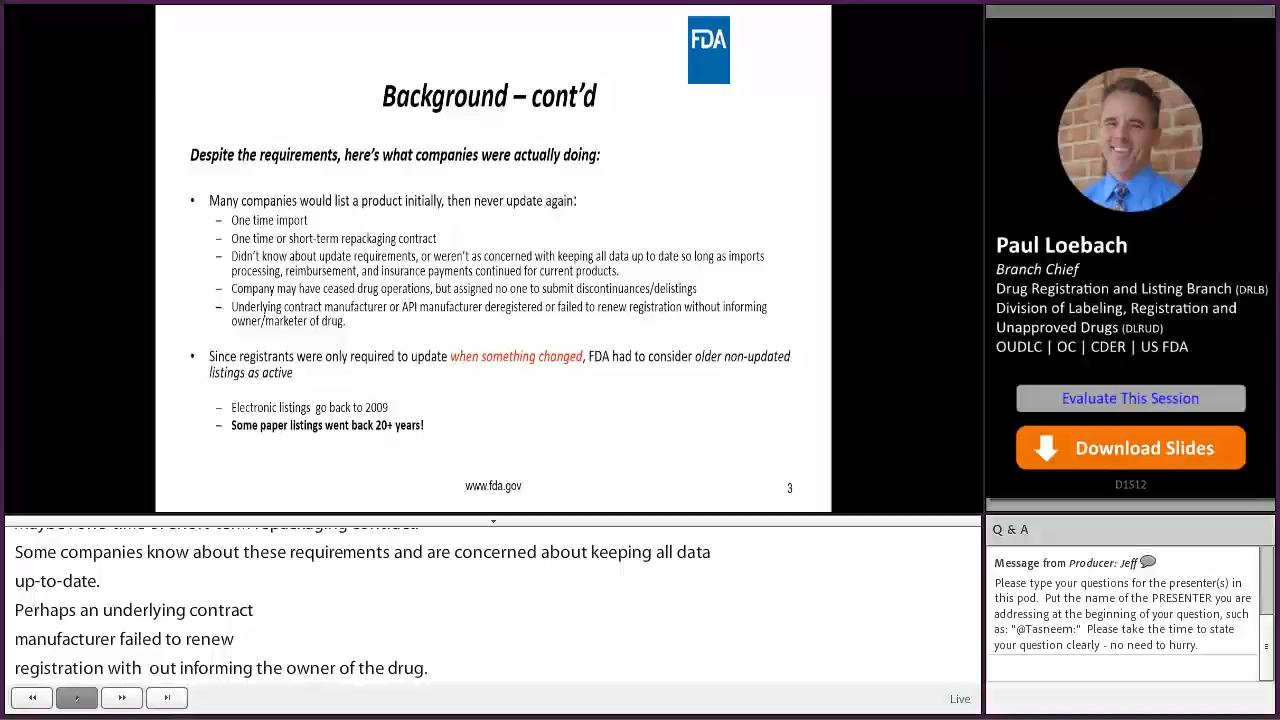 FDA
Background – cont’d
Despite the requirements, here’s what companies were actually doing:
• Many companies would list a product initially, then never update again:
– One time import
– One time or short-term repackaging contract
– Didn’t know about update requirements, or weren’t as concerned with keeping all data up to date so long as imports
processing, reimbursement, and insurance payments continued for current products.
– Company may have ceased drug operations, but assigned no one to submit discontinuances/delistings
– Underlying contract manufacturer or API manufacturer deregistered or failed to renew registration without informing
owner/marketer of drug.
• Since registrants were only required to update when something changed, FDA had to consider older non-updated
listings as active
– Electronic listings go back to 2009
– Some paper listings went back 20+ years!
www.fda.gov
3
Paul Loebach
Branch Chief
Drug Registration and Listing Branch (DRLB)
Division of Labeling, Registration and
Unapproved Drugs (DLRUD)
OUDLC | OC | CDER | US FDA
Evaluate This Session
Download Slides
D1S12
Some companies know about these requirements and are concerned about keeping all data
up-to-date.
Perhaps an underlying contract
manufacturer failed to renew
registration with out informing the owner of the drug.
Live
Q & A
Message from Producer: Jeff
Please type your questions for the presenter(s) in
this pod. Put the name of the PRESENTER you are
addressing at the beginning of your question, such
as: "@Tasneem:" Please take the time to state
your question clearly - no need to hurry.